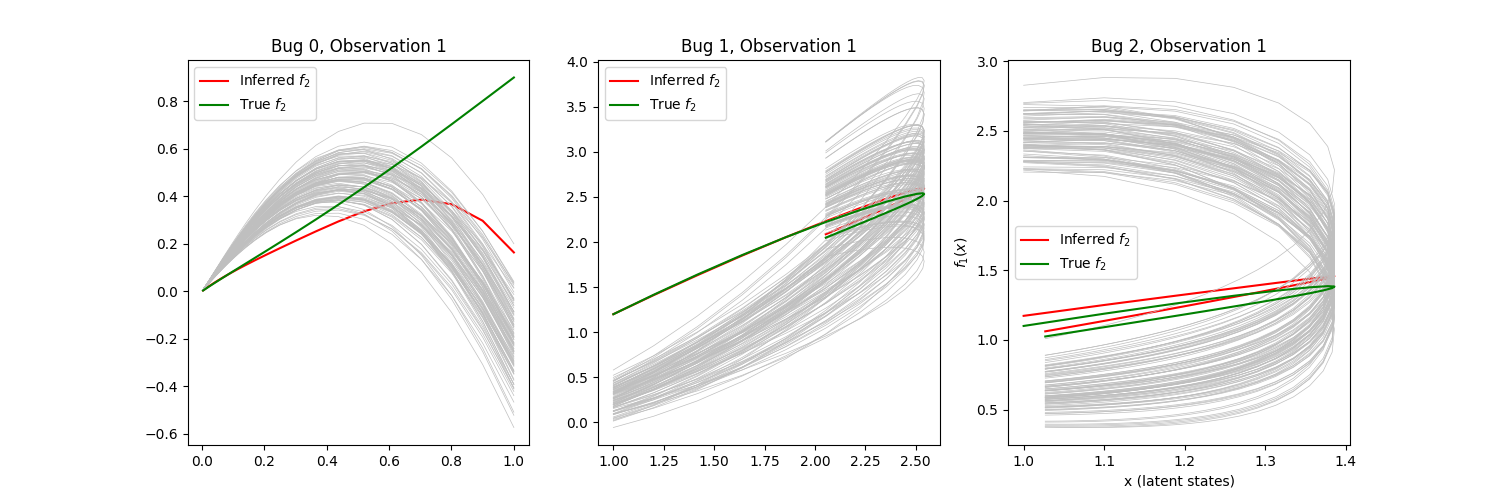 Bug 0, Observation 1
Inferred f₂
True f₂
0.8
0.6
0.4
0.2
0.0
−0.2
−0.4
−0.6
0.0 0.2 0.4 0.6 0.8 1.0
Bug 1, Observation 1
Inferred f₂
True f₂
4.0
3.5
3.0
2.5
2.0
1.5
1.0
0.5
0.0
1.00 1.25 1.50 1.75 2.00 2.25 2.50
Bug 2, Observation 1
Inferred f₂
True f₂
3.0
2.5
2.0
1.5
1.0
0.5
f₁(x)
1.0 1.1 1.2 1.3 1.4
x (latent states)